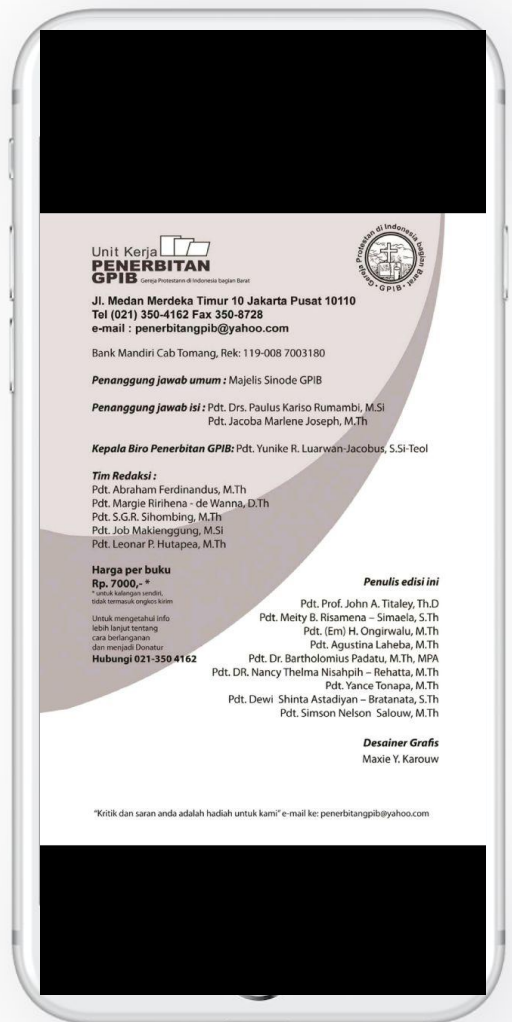 Unit Kerja
PENERBITAN
GPIB Gereja Protestann di Indonesia bagian Barat
Gereja Protestan di Indonesia bagian Barat
· GPIB ·
Jl. Medan Merdeka Timur 10 Jakarta Pusat 10110
Tel (021) 350-4162 Fax 350-8728
e-mail : penerbitangpib@yahoo.com
Bank Mandiri Cab Tomang, Rek: 119-008 7003180
Penanggung jawab umum : Majelis Sinode GPIB
Penanggung jawab isi : Pdt. Drs. Paulus Kariso Rumambi, M.Si
Pdt. Jacoba Marlene Joseph, M.Th
Kepala Biro Penerbitan GPIB: Pdt. Yunike R. Luarwan-Jacobus, S.Si-Teol
Tim Redaksi :
Pdt. Abraham Ferdinandus, M.Th
Pdt. Margie Ririhena - de Wanna, D.Th
Pdt. S.G.R. Sihombing, M.Th
Pdt. Job Makienggung, M.Si
Pdt. Leonar P. Hutapea, M.Th
Harga per buku
Rp. 7000,- *
* untuk kalangan sendiri,
tidak termasuk ongkos kirim
Untuk mengetahui info
lebih lanjut tentang
cara berlanganan
dan menjadi Donatur
Hubungi 021-350 4162
Penulis edisi ini
Pdt. Prof. John A. Titaley, Th.D
Pdt. Meity B. Risamena – Simaela, S.Th
Pdt. (Em) H. Ongirwalu, M.Th
Pdt. Agustina Laheba, M.Th
Pdt. Dr. Bartholomius Padatu, M.Th, MPA
Pdt. DR. Nancy Thelma Nisahpih – Rehatta, M.Th
Pdt. Yance Tonapa, M.Th
Pdt. Dewi Shinta Astadiyan – Bratanata, S.Th
Pdt. Simson Nelson Salouw, M.Th
Desainer Grafis
Maxie Y. Karouw
"Kritik dan saran anda adalah hadiah untuk kami" e-mail ke: penerbitangpib@yahoo.com